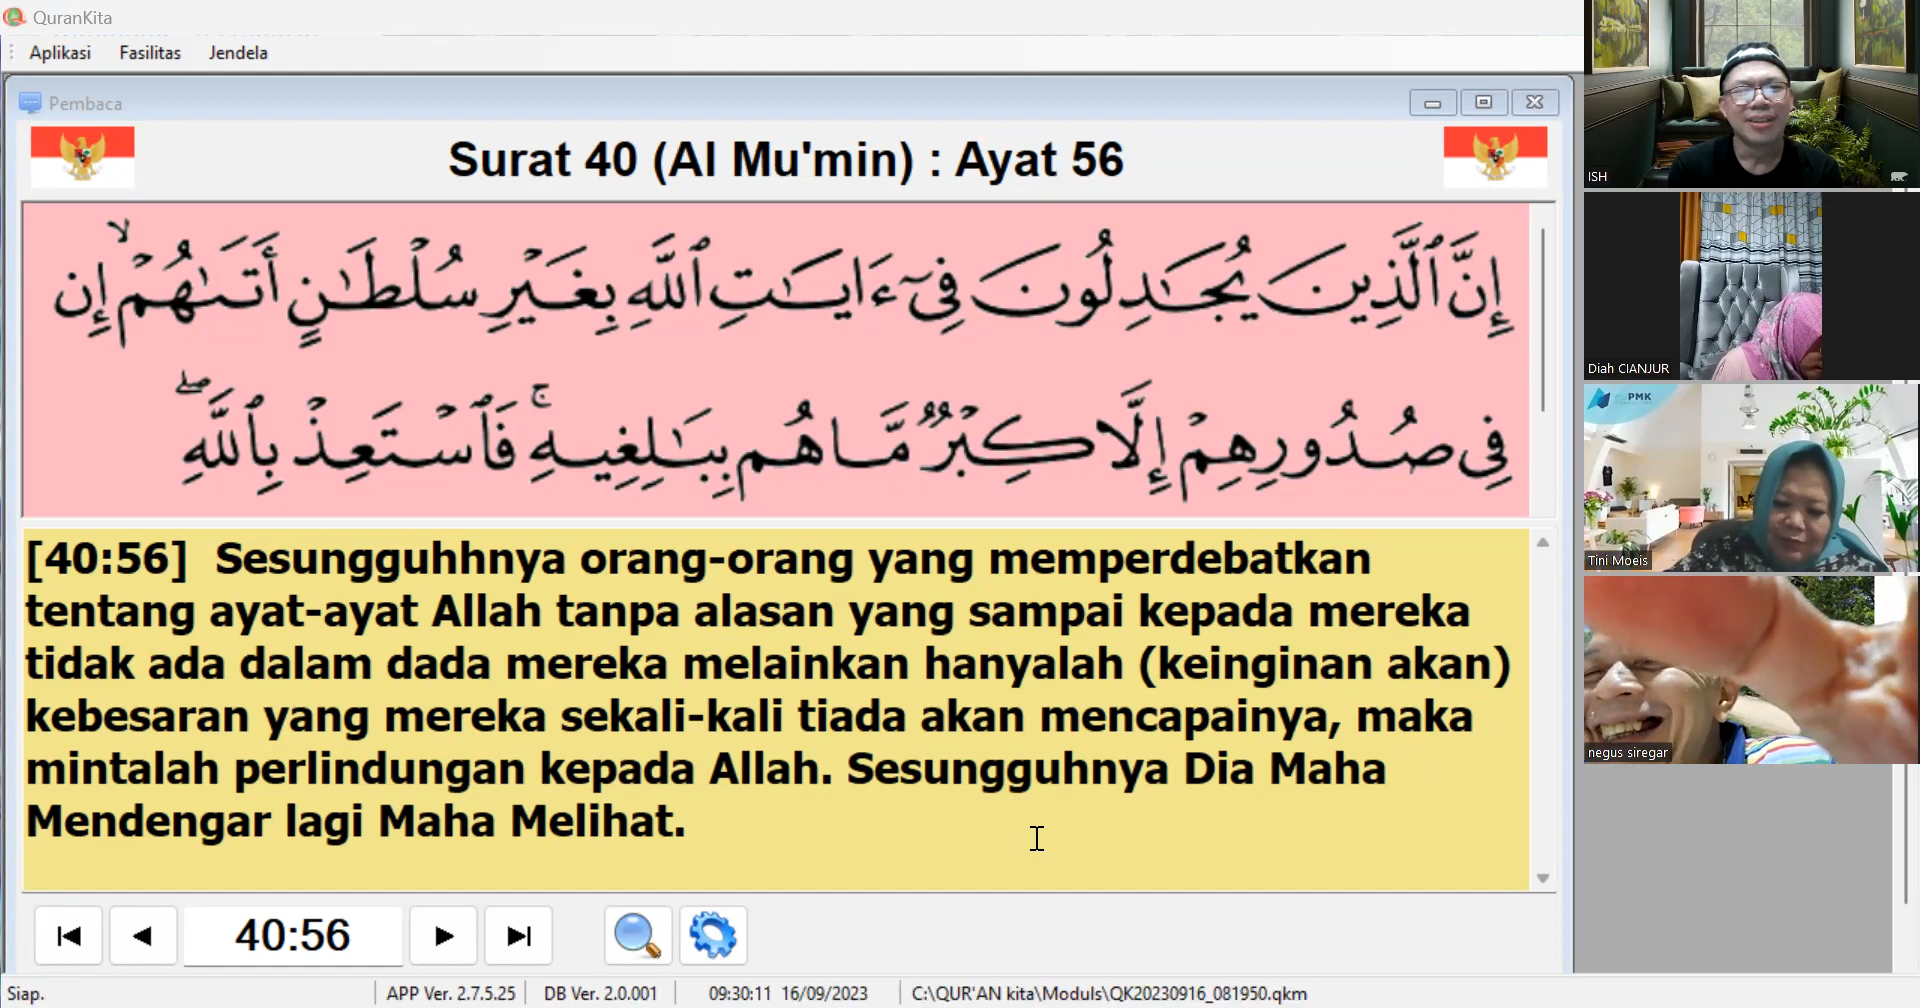 QuranKita
Aplikasi Fasilitas Jendela
Pembaca
Surat 40 (Al Mu'min) : Ayat 56
إِنَّ ٱلَّذِينَ يُجَـٰدِلُونَ فِىٓ ءَايَـٰتِ ٱللَّهِ بِغَيْرِ سُلْطَـٰنٍ أَتَىٰهُمْ ۙ إِن
فِى صُدُورِهِمْ إِلَّا كِبْرٌ مَّا هُم بِبَـٰلِغِيهِ ۚ فَٱسْتَعِذْ بِٱللَّهِ ۖ
[40:56] Sesungguhhnya orang-orang yang memperdebatkan
tentang ayat-ayat Allah tanpa alasan yang sampai kepada mereka
tidak ada dalam dada mereka melainkan hanyalah (keinginan akan)
kebesaran yang mereka sekali-kali tiada akan mencapainya, maka
mintalah perlindungan kepada Allah. Sesungguhnya Dia Maha
Mendengar lagi Maha Melihat.
40:56
Siap. APP Ver. 2.7.5.25 DB Ver. 2.0.001 09:30:11 16/09/2023 C:\QUR'AN kita\Moduls\QK20230916_081950.qkm
ISH
Diah CIANJUR
PMK
Tini Moeis
negus siregar